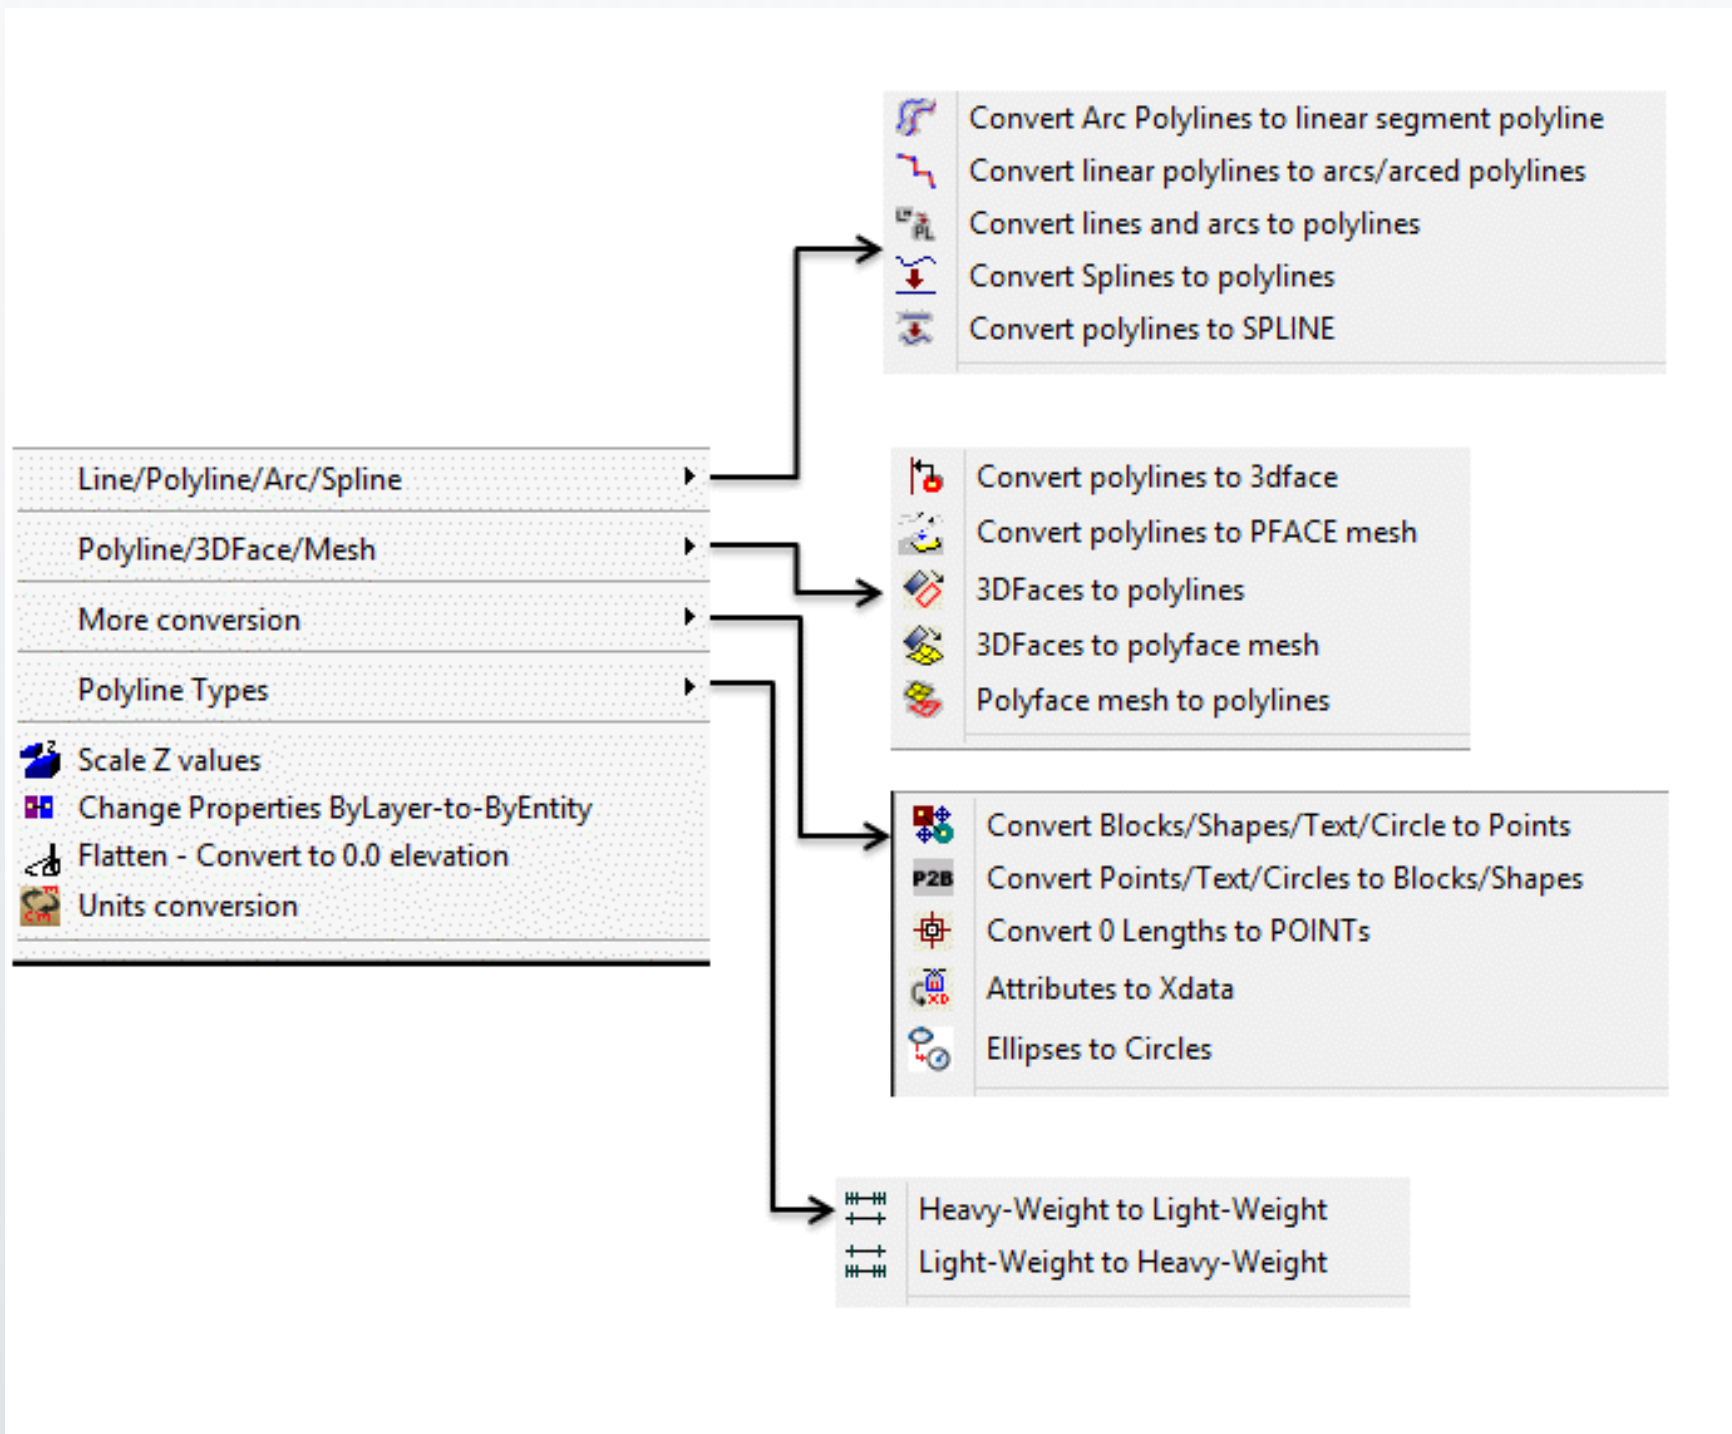 Line/Polyline/Arc/Spline
Polyline/3DFace/Mesh
More conversion
Polyline Types
Scale Z values
Change Properties ByLayer-to-ByEntity
Flatten - Convert to 0.0 elevation
Units conversion
Convert Arc Polylines to linear segment polyline
Convert linear polylines to arcs/arced polylines
PL
Convert lines and arcs to polylines
Convert Splines to polylines
Convert polylines to SPLINE
Convert polylines to 3dface
Convert polylines to PFACE mesh
3DFaces to polylines
3DFaces to polyface mesh
Polyface mesh to polylines
Convert Blocks/Shapes/Text/Circle to Points
P2B
Convert Points/Text/Circles to Blocks/Shapes
Convert 0 Lengths to POINTs
XD
Attributes to Xdata
Ellipses to Circles
Heavy-Weight to Light-Weight
Light-Weight to Heavy-Weight